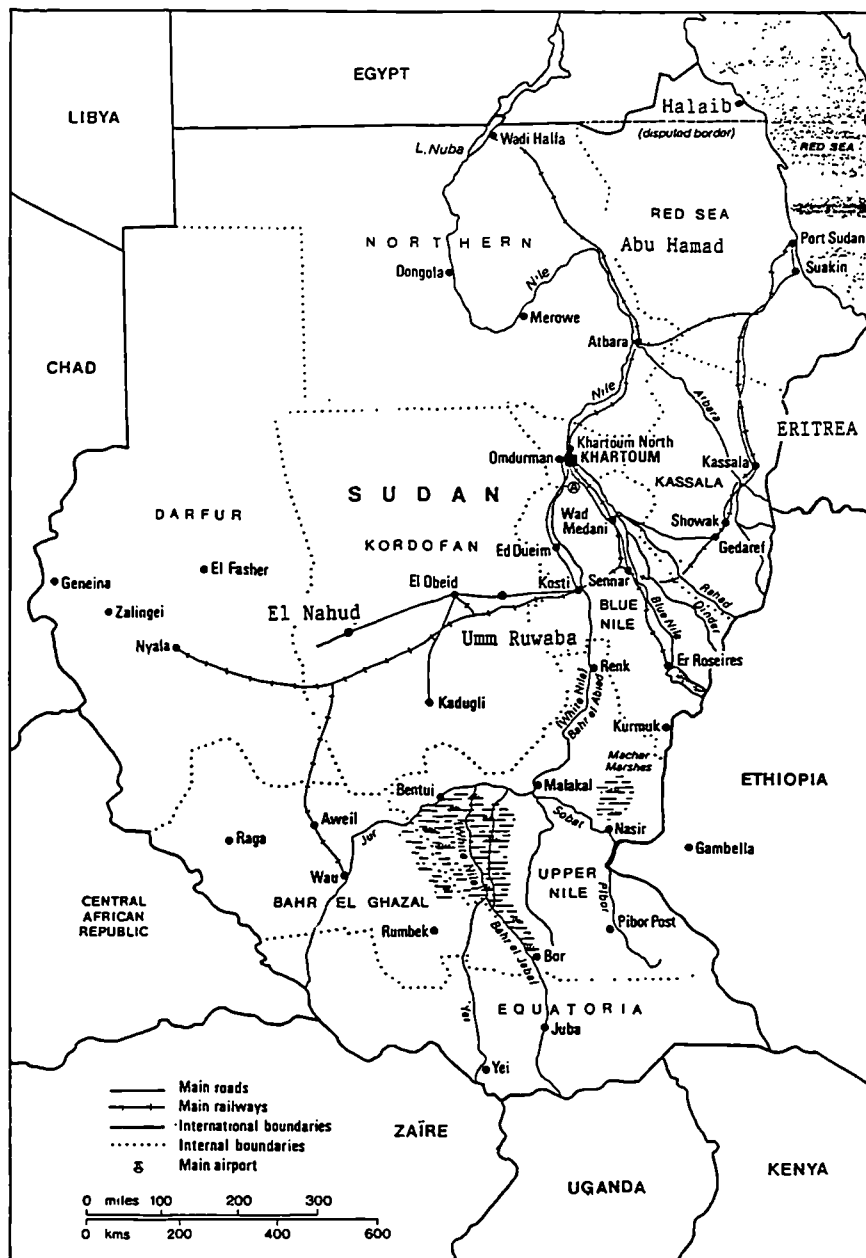 EGYPT
LIBYA
Halaib
(disputed border)
RED SEA
L. Nuba
Wadi Halfa
RED SEA
NORTHERN
Abu Hamad
Port Sudan
Suakin
Dongola
Nile
Merowe
Atbara
CHAD
Nile
Atbara
ERITREA
Khartoum North
Omdurman
KHARTOUM
Kassala
KASSALA
SUDAN
DARFUR
Wad
Medani
Showak
Gedaref
KORDOFAN
Ed Dueim
El Fasher
Geneina
El Obeid
Kosti
Sennar
Rahad
Dinder
Zalingei
El Nahud
BLUE
NILE
Blue Nile
Nyala
Umm Ruwaba
Renk
Er Roseires
Kadugli
(White Nile)
Bahr el Abied
Kurmuk
Machar
Marshes
ETHIOPIA
Bentui
Malakal
Sobat
Nasir
Aweil
Raga
Jur
(White Nile)
Gambella
Wau
UPPER
NILE
CENTRAL
AFRICAN
REPUBLIC
BAHR EL GHAZAL
Pibor
Rumbek
Bahr el Jebel
Pibor Post
Bor
EQUATORIA
Yei
Juba
Yei
Main roads
Main railways
International boundaries
Internal boundaries
A Main airport
ZAÏRE
UGANDA
KENYA
0 miles 100 200 300
0 kms 200 400 600